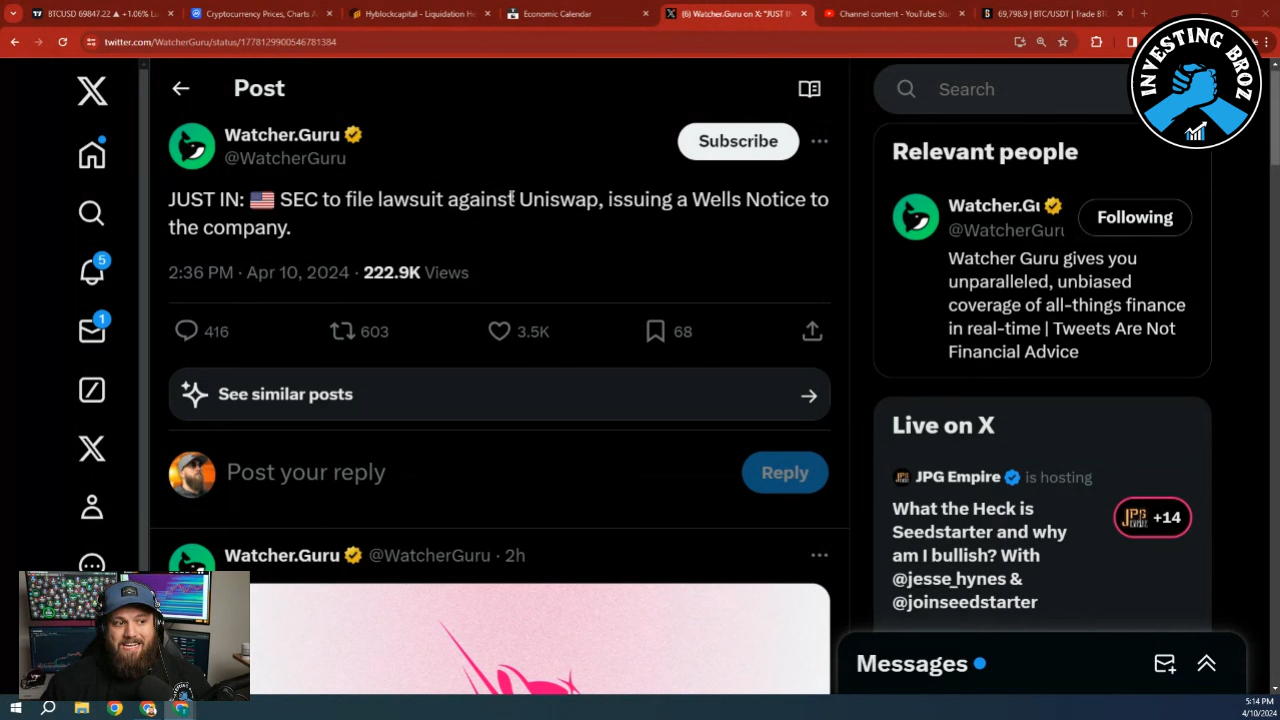 BTCUSD 69847.22 ▲ +1.06%
Cryptocurrency Prices, Charts
Hyblockcapital - Liquidation
Economic Calendar
(6) Watcher.Guru on X: "JUST
Channel content - YouTube
69,798.9 | BTC/USDT | Trade
twitter.com/WatcherGuru/status/1778129900546781384
INVESTING BROZ
Post
Search
Watcher.Guru
@WatcherGuru
Subscribe
JUST IN: 🇺🇸 SEC to file lawsuit against Uniswap, issuing a Wells Notice to
the company.
2:36 PM · Apr 10, 2024 · 222.9K Views
416
603
3.5K
68
See similar posts
Post your reply
Reply
Watcher.Guru @WatcherGuru · 2h
Relevant people
Watcher.Gu
@WatcherGuru
Following
Watcher Guru gives you
unparalleled, unbiased
coverage of all-things finance
in real-time | Tweets Are Not
Financial Advice
Live on X
JPG Empire is hosting
What the Heck is
Seedstarter and why
am I bullish? With
@jesse_hynes &
@joinseedstarter
+14
Messages
5
1
INVESTING
5:14 PM
4/10/2024